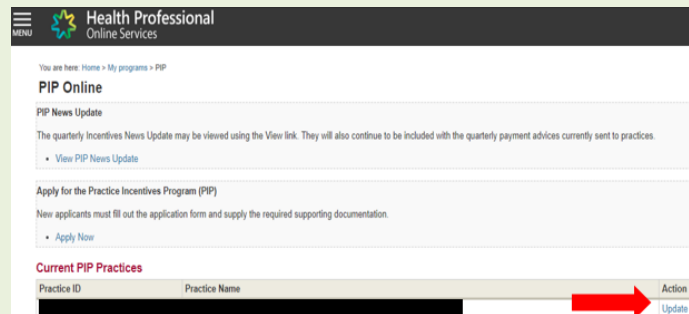 MENU
Health Professional
Online Services
You are here: Home > My programs > PIP
PIP Online
PIP News Update
The quarterly Incentives News Update may be viewed using the View link. They will also continue to be included with the quarterly payment advices currently sent to practices.
• View PIP News Update
Apply for the Practice Incentives Program (PIP)
New applicants must fill out the application form and supply the required supporting documentation.
• Apply Now
Current PIP Practices
Practice ID Practice Name Action
Update